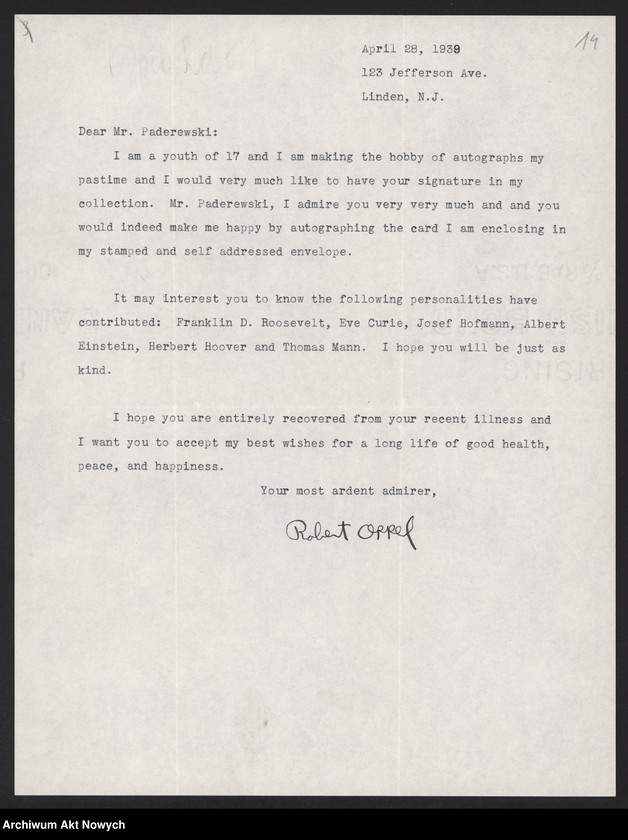 14
April 28, 1939
123 Jefferson Ave.
Linden, N.J.
Dear Mr. Paderewski:
I am a youth of 17 and I am making the hobby of autographs my
pastime and I would very much like to have your signature in my
collection. Mr. Paderewski, I admire you very very much and and you
would indeed make me happy by autographing the card I am enclosing in
my stamped and self addressed envelope.
It may interest you to know the following personalities have
contributed: Franklin D. Roosevelt, Eve Curie, Josef Hofmann, Albert
Einstein, Herbert Hoover and Thomas Mann. I hope you will be just as
kind.
I hope you are entirely recovered from your recent illness and
I want you to accept my best wishes for a long life of good health,
peace, and happiness.
Your most ardent admirer,
Robert Oppel
Archiwum Akt Nowych